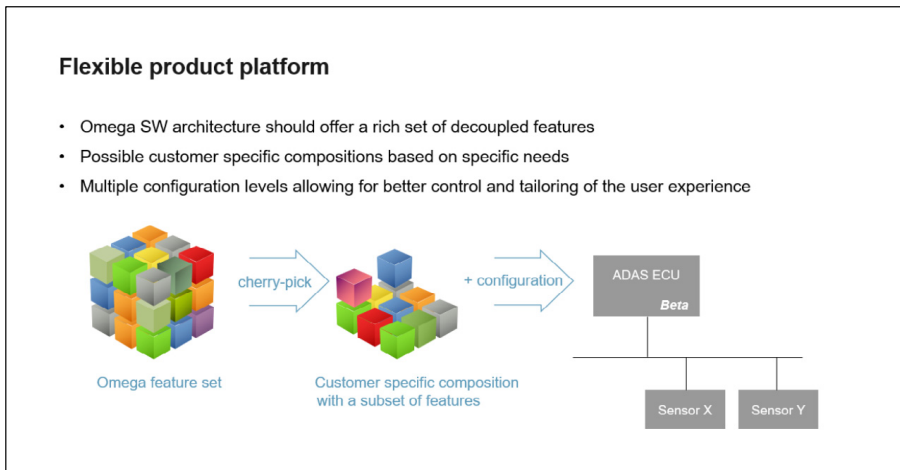 Flexible product platform
• Omega SW architecture should offer a rich set of decoupled features
• Possible customer specific compositions based on specific needs
• Multiple configuration levels allowing for better control and tailoring of the user experience
cherry-pick
+ configuration
ADAS ECU
Beta
Omega feature set
Customer specific composition
with a subset of features
Sensor X
Sensor Y